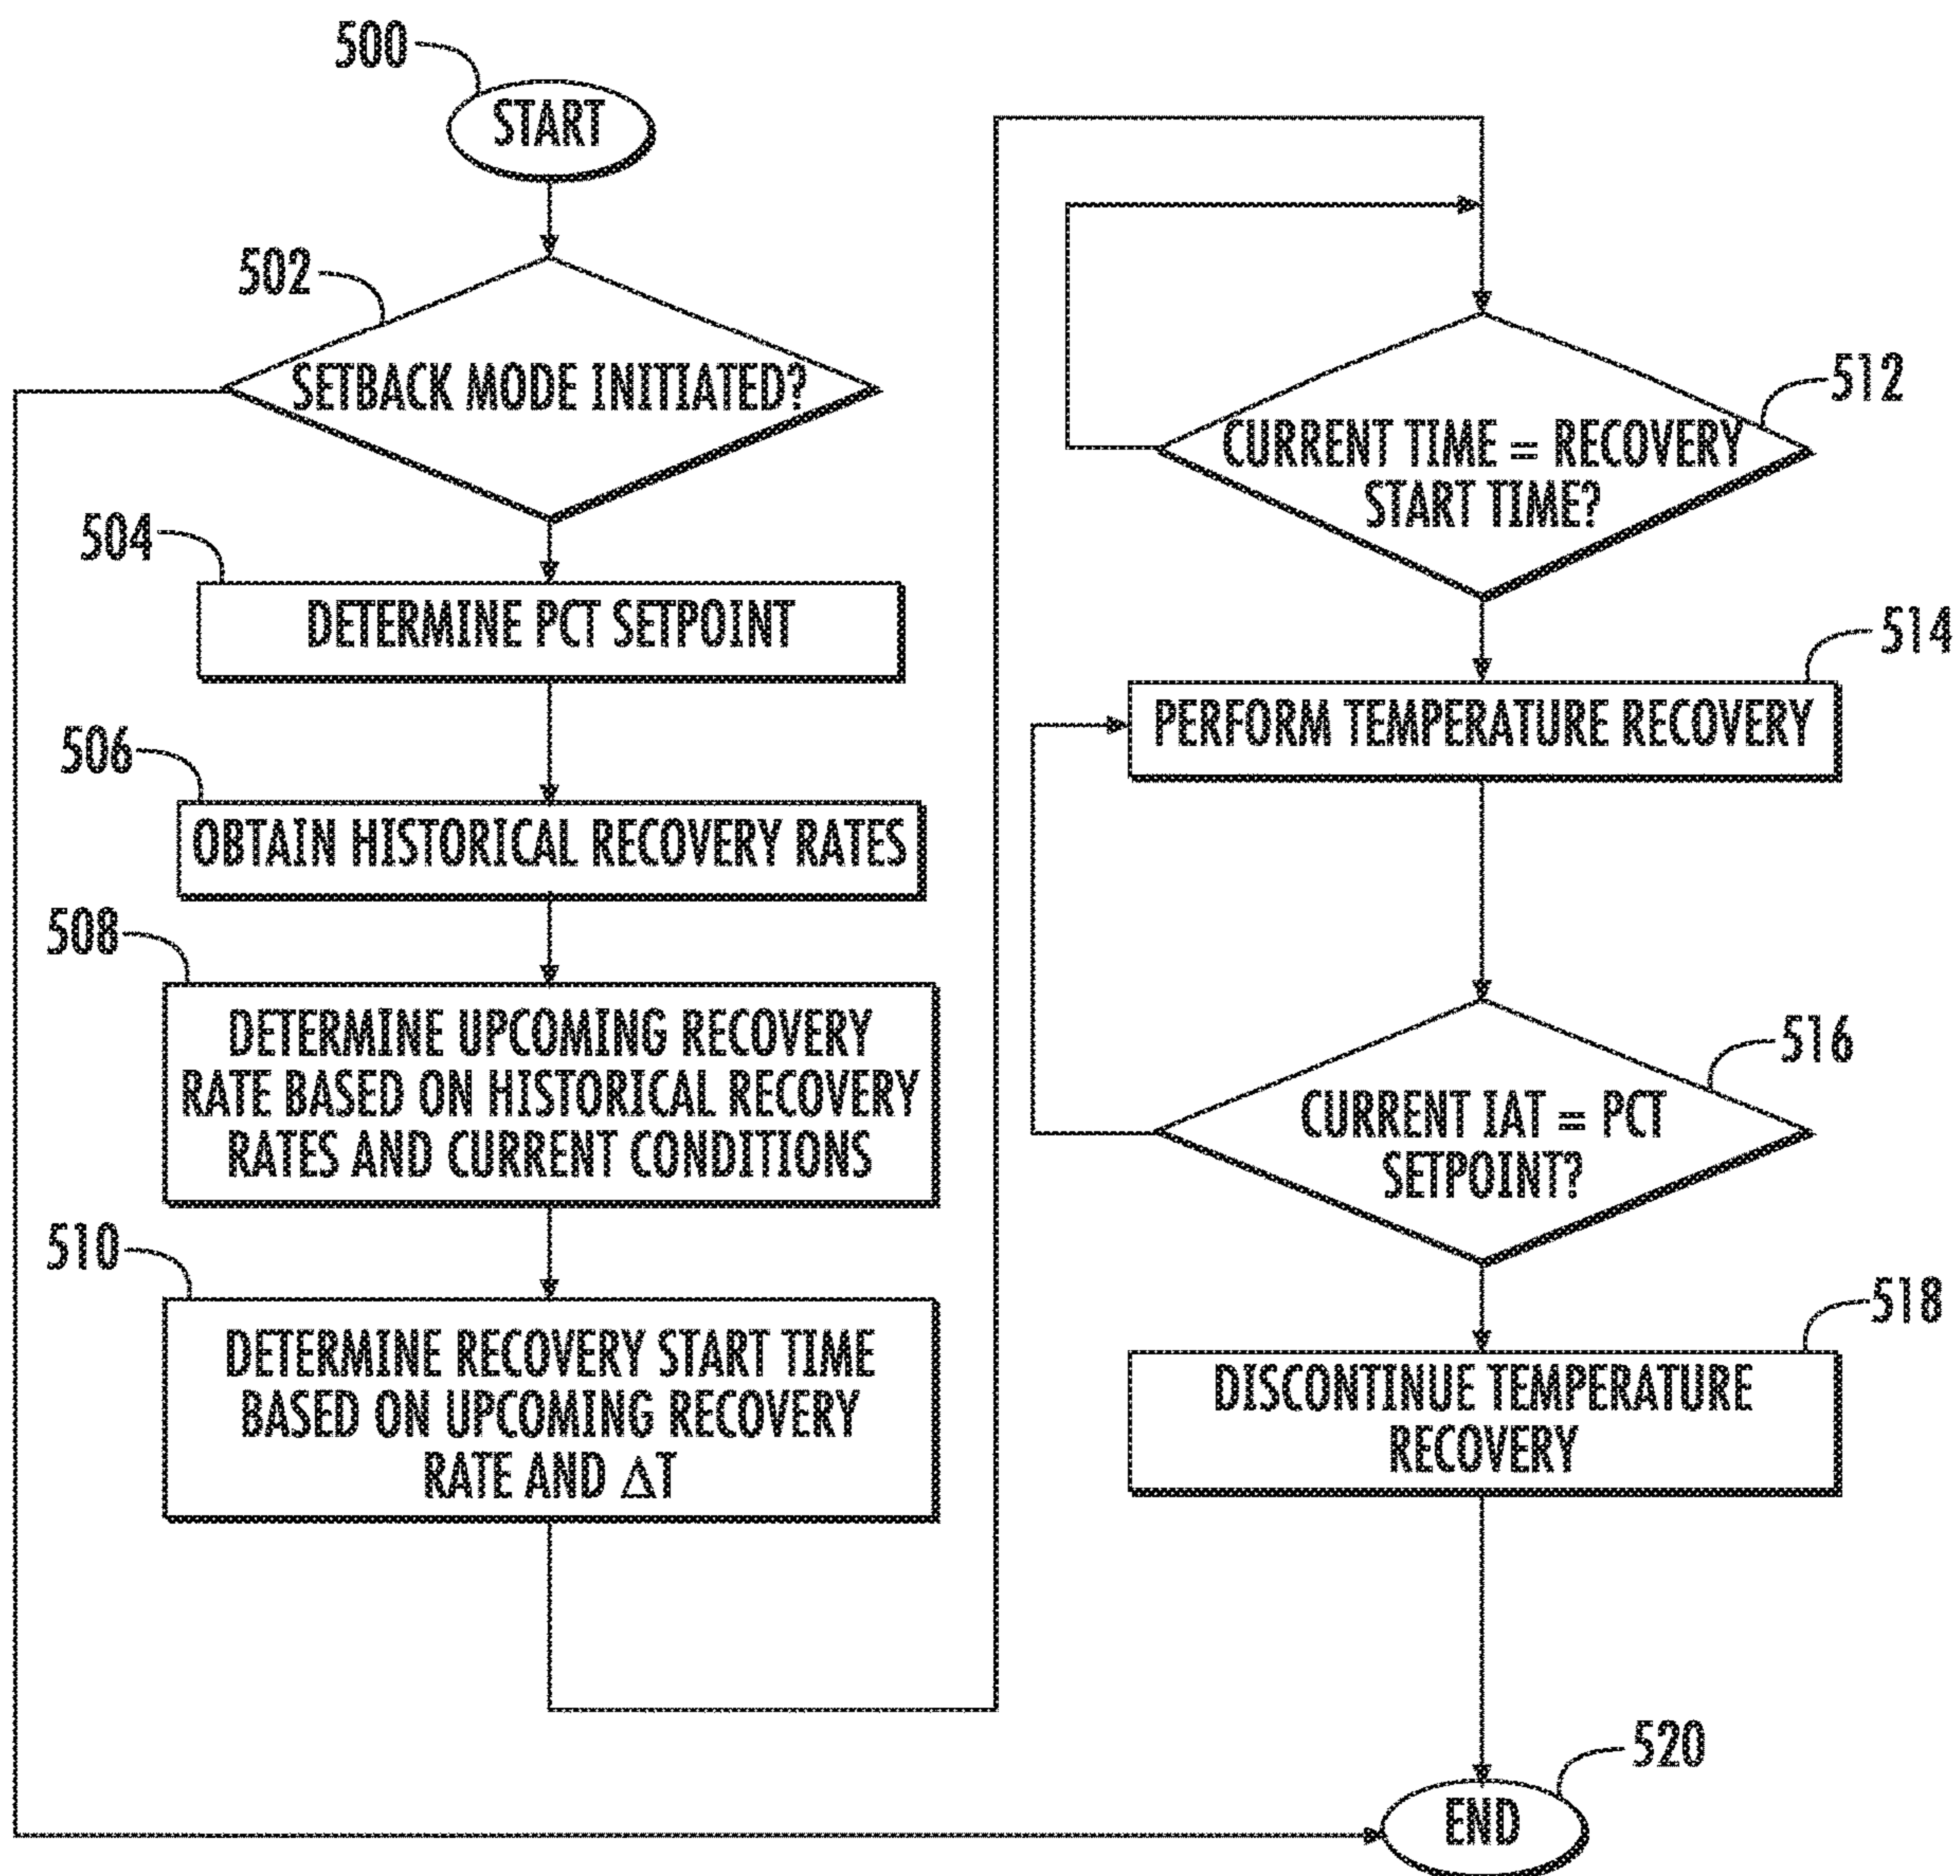 500
START
502
SETBACK MODE INITIATED?
504
DETERMINE PCT SETPOINT
506
OBTAIN HISTORICAL RECOVERY RATES
508
DETERMINE UPCOMING RECOVERY
RATE BASED ON HISTORICAL RECOVERY
RATES AND CURRENT CONDITIONS
510
DETERMINE RECOVERY START TIME
BASED ON UPCOMING RECOVERY
RATE AND ΔT
512
CURRENT TIME = RECOVERY
START TIME?
514
PERFORM TEMPERATURE RECOVERY
516
CURRENT IAT = PCT
SETPOINT?
518
DISCONTINUE TEMPERATURE
RECOVERY
520
END